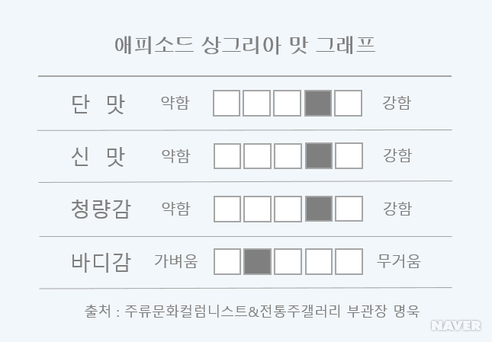 애피소드 상그리아 맛 그래프
단 맛 약함 강함
신 맛 약함 강함
청량감 약함 강함
바디감 가벼움 무거움
출처 : 주류문화컬럼니스트&전통주갤러리 부관장 명욱
NAVER